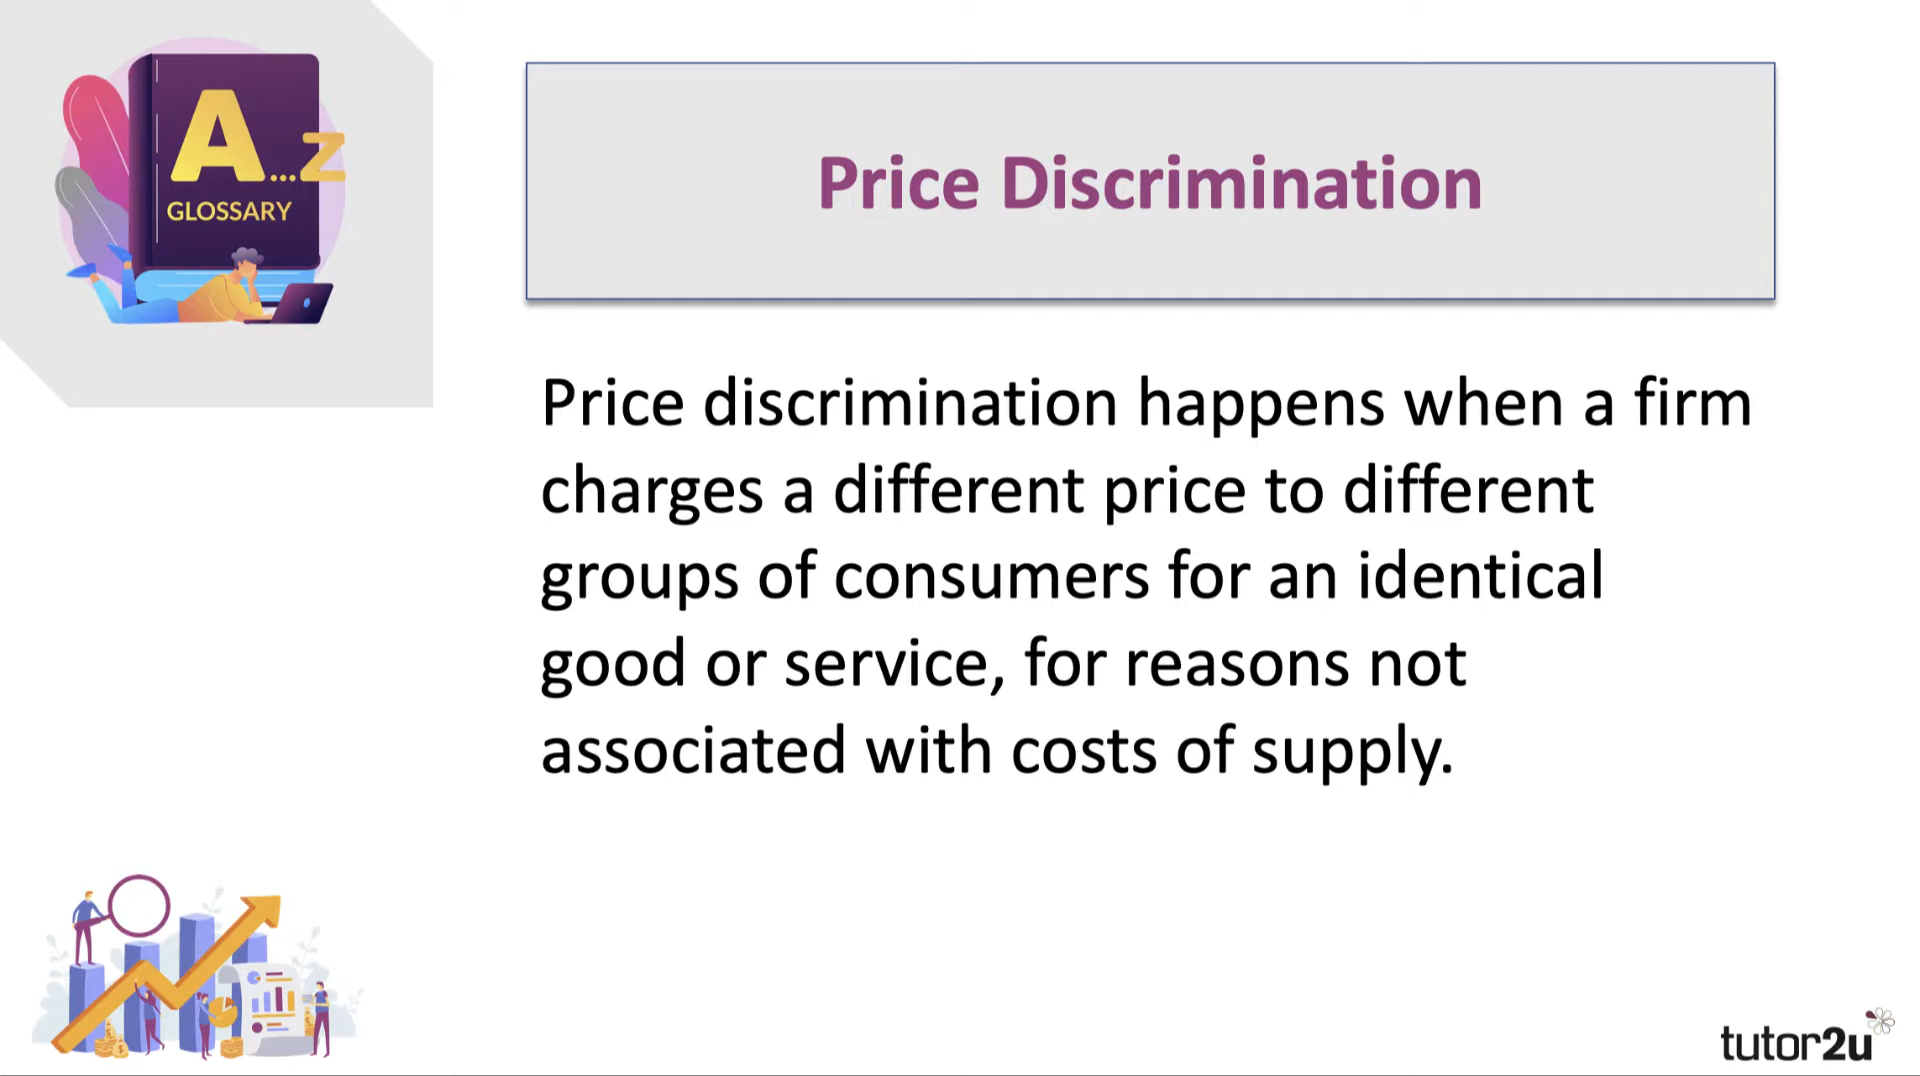 A...Z
GLOSSARY
Price Discrimination
Price discrimination happens when a firm
charges a different price to different
groups of consumers for an identical
good or service, for reasons not
associated with costs of supply.
tutor2u